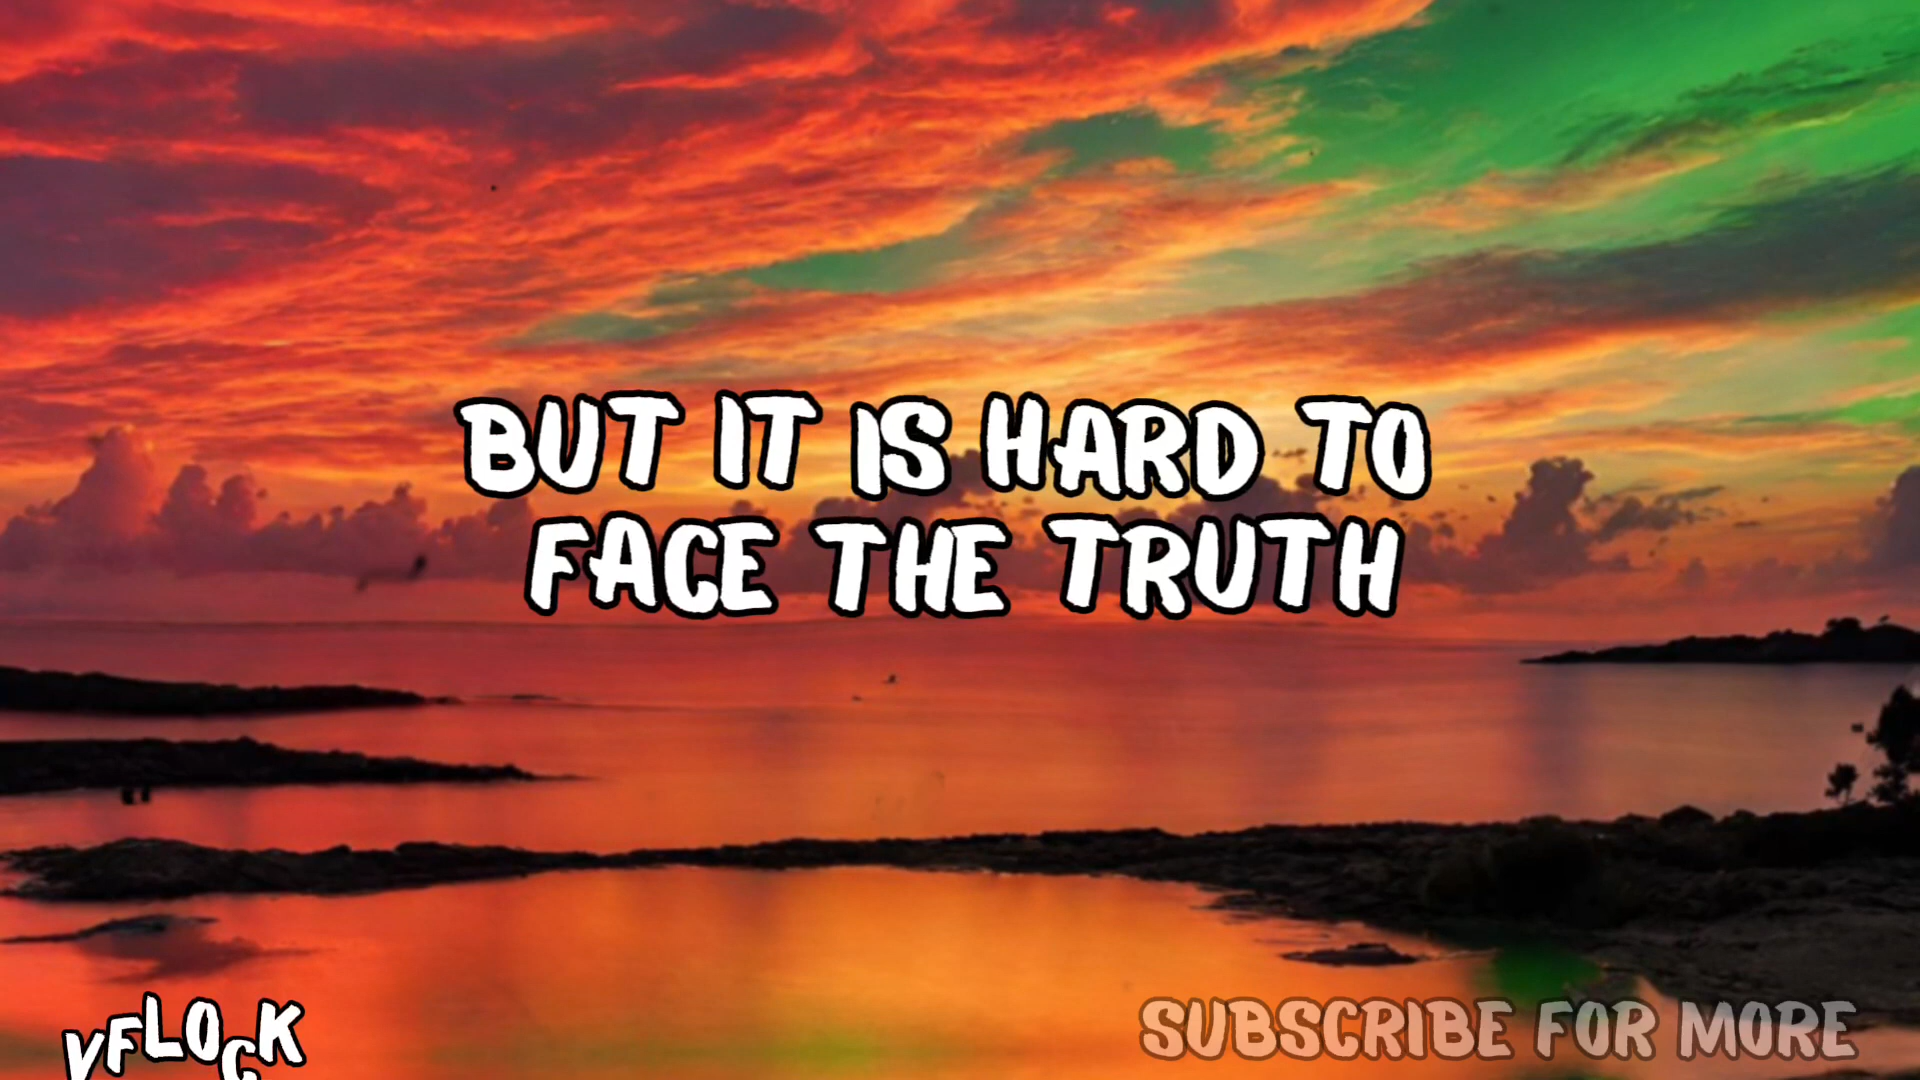 BUT IT IS HARD TO
FACE THE TRUTH
VFLOCK
SUBSCRIBE FOR MORE